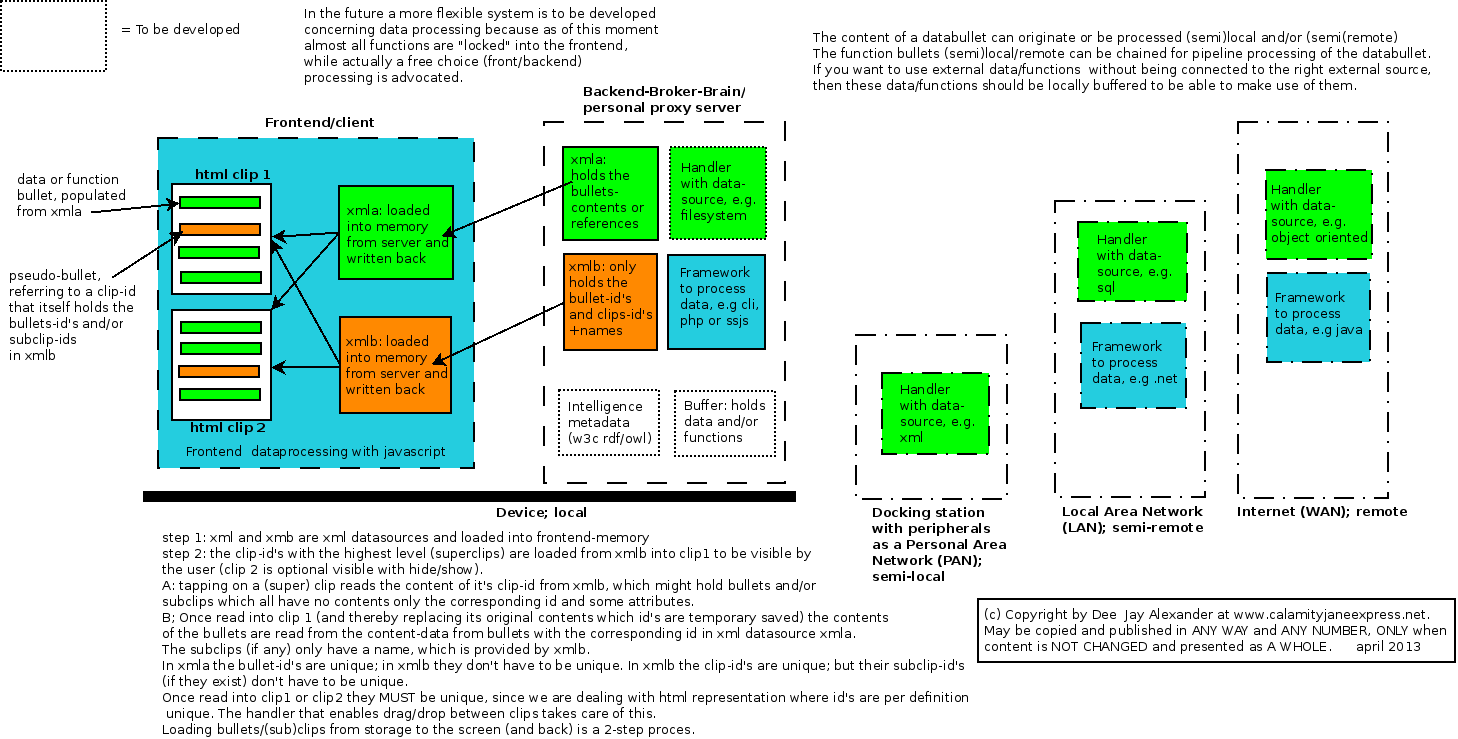 = To be developed
In the future a more flexible system is to be developed
concerning data processing because as of this moment
almost all functions are "locked" into the frontend,
while actually a free choice (front/backend)
processing is advocated.
The content of a databullet can originate or be processed (semi)local and/or (semi(remote)
The function bullets (semi)local/remote can be chained for pipeline processing of the databullet.
If you want to use external data/functions  without being connected to the right external source,
then these data/functions should be locally buffered to be able to make use of them.
Frontend/client
html clip 1
data or function
bullet, populated
from xmla
pseudo-bullet,
referring to a clip-id
that itself holds the
bullets-id's and/or
subclip-ids
in xmlb
xmla: loaded
into memory
from server and
written back
xmlb: loaded
into memory
from server and
written back
html clip 2
Frontend  dataprocessing with javascript
Backend-Broker-Brain/
personal proxy server
xmla:
holds the
bullets-
contents or
references
Handler
with data-
source, e.g.
filesystem
xmlb: only
holds the
bullet-id's
and clips-id's
+names
Framework
to process
data, e.g cli,
php or ssjs
Intelligence
metadata
(w3c rdf/owl)
Buffer: holds
data and/or
functions
Device; local
Handler
with data-
source, e.g.
xml
Docking station
with peripherals
as a Personal Area
Network (PAN);
semi-local
Handler
with data-
source, e.g.
sql
Framework
to process
data, e.g .net
Local Area Network
(LAN); semi-remote
Handler
with data-
source, e.g.
object oriented
Framework
to process
data, e.g java
Internet (WAN); remote
step 1: xml and xmb are xml datasources and loaded into frontend-memory
step 2: the clip-id's with the highest level (superclips) are loaded from xmlb into clip1 to be visible by
the user (clip 2 is optional visible with hide/show).
A: tapping on a (super) clip reads the content of it's clip-id from xmlb, which might hold bullets and/or
subclips which all have no contents only the corresponding id and some attributes.
B; Once read into clip 1 (and thereby replacing its original contents which id's are temporary saved) the contents
of the bullets are read from the content-data from bullets with the corresponding id in xml datasource xmla.
The subclips (if any) only have a name, which is provided by xmlb.
In xmla the bullet-id's are unique; in xmlb they don't have to be unique. In xmlb the clip-id's are unique; but their subclip-id's
(if they exist) don't have to be unique.
Once read into clip1 or clip2 they MUST be unique, since we are dealing with html representation where id's are per definition
unique. The handler that enables drag/drop between clips takes care of this.
Loading bullets/(sub)clips from storage to the screen (and back) is a 2-step proces.
(c) Copyright by Dee  Jay Alexander at www.calamityjaneexpress.net.
May be copied and published in ANY WAY and ANY NUMBER, ONLY when
content is NOT CHANGED and presented as A WHOLE.      april 2013